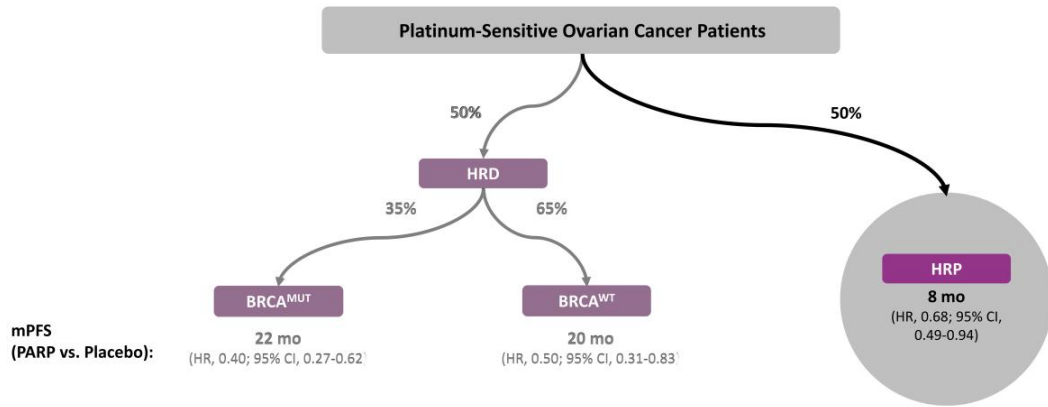 Platinum-Sensitive Ovarian Cancer Patients
50%
50%
HRD
35%
65%
HRP
8 mo
(HR, 0.68; 95% CI,
0.49-0.94)
BRCA^MUT
BRCA^WT
mPFS
(PARP vs. Placebo):
22 mo
(HR, 0.40; 95% CI, 0.27-0.62)
20 mo
(HR, 0.50; 95% CI, 0.31-0.83)